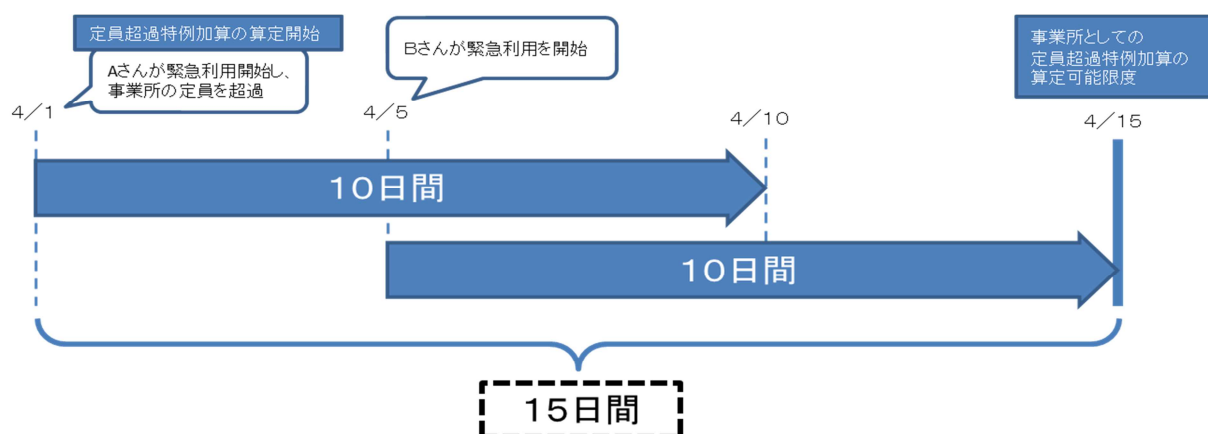 定員超過特例加算の算定開始
Aさんが緊急利用開始し、
事業所の定員を超過
Bさんが緊急利用を開始
事業所としての
定員超過特例加算の
算定可能限度
4／1
4／5
4／10
4／15
10日間
10日間
15日間